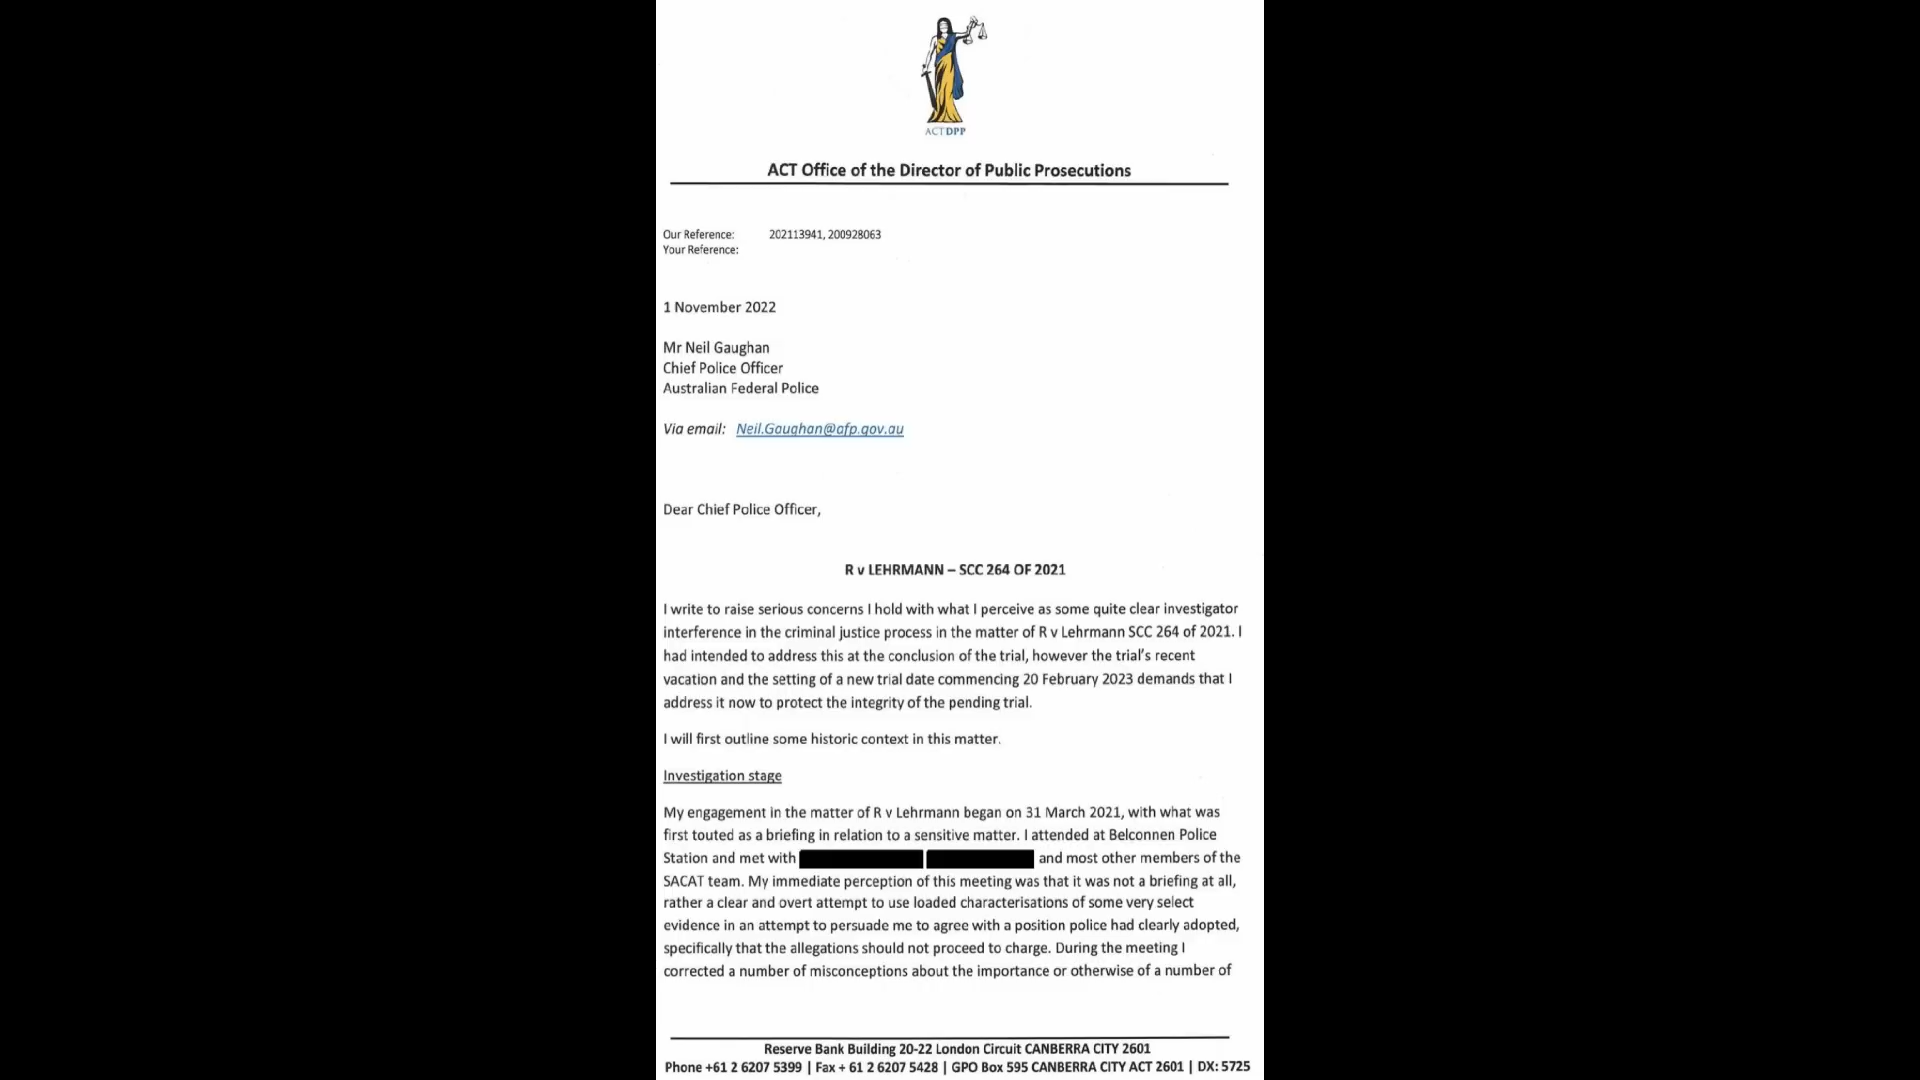 ACTDPP
ACT Office of the Director of Public Prosecutions
Our Reference: 202113941, 200928063
Your Reference:
1 November 2022
Mr Neil Gaughan
Chief Police Officer
Australian Federal Police
Via email: Neil.Gaughan@afp.gov.au
Dear Chief Police Officer,
R v LEHRMANN – SCC 264 OF 2021
I write to raise serious concerns I hold with what I perceive as some quite clear investigator
interference in the criminal justice process in the matter of R v Lehrmann SCC 264 of 2021. I
had intended to address this at the conclusion of the trial, however the trial's recent
vacation and the setting of a new trial date commencing 20 February 2023 demands that I
address it now to protect the integrity of the pending trial.
I will first outline some historic context in this matter.
Investigation stage
My engagement in the matter of R v Lehrmann began on 31 March 2021, with what was
first touted as a briefing in relation to a sensitive matter. I attended at Belconnen Police
Station and met with and most other members of the
SACAT team. My immediate perception of this meeting was that it was not a briefing at all,
rather a clear and overt attempt to use loaded characterisations of some very select
evidence in an attempt to persuade me to agree with a position police had clearly adopted,
specifically that the allegations should not proceed to charge. During the meeting I
corrected a number of misconceptions about the importance or otherwise of a number of
Reserve Bank Building 20-22 London Circuit CANBERRA CITY 2601
Phone +61 2 6207 5399 | Fax + 61 2 6207 5428 | GPO Box 595 CANBERRA CITY ACT 2601 | DX: 5725